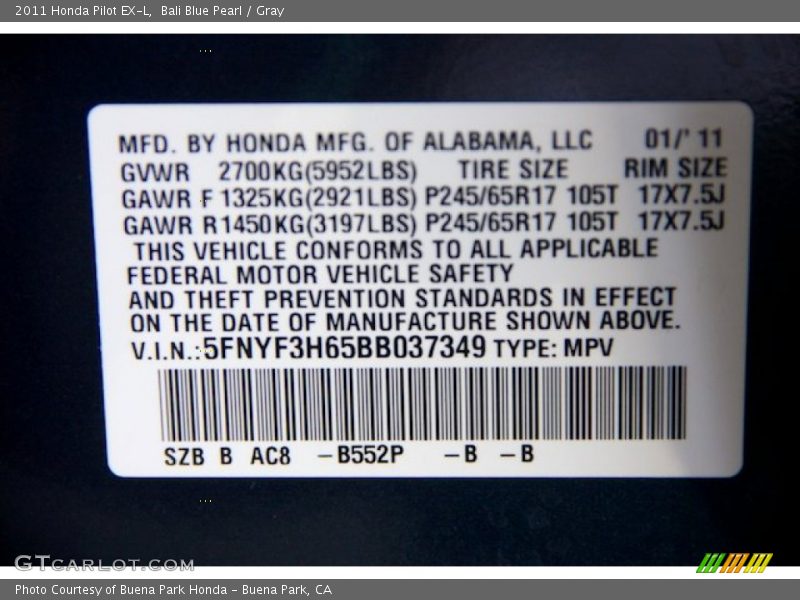 2011 Honda Pilot EX-L, Bali Blue Pearl / Gray
MFD. BY HONDA MFG. OF ALABAMA, LLC 01/' 11
GVWR 2700KG(5952LBS) TIRE SIZE RIM SIZE
GAWR F 1325KG(2921LBS) P245/65R17 105T 17X7.5J
GAWR R1450KG(3197LBS) P245/65R17 105T 17X7.5J
THIS VEHICLE CONFORMS TO ALL APPLICABLE
FEDERAL MOTOR VEHICLE SAFETY
AND THEFT PREVENTION STANDARDS IN EFFECT
ON THE DATE OF MANUFACTURE SHOWN ABOVE.
V.I.N.:5FNYF3H65BB037349 TYPE: MPV
SZB B AC8 -B552P -B -B
GTCARLOT.COM
Photo Courtesy of Buena Park Honda - Buena Park, CA